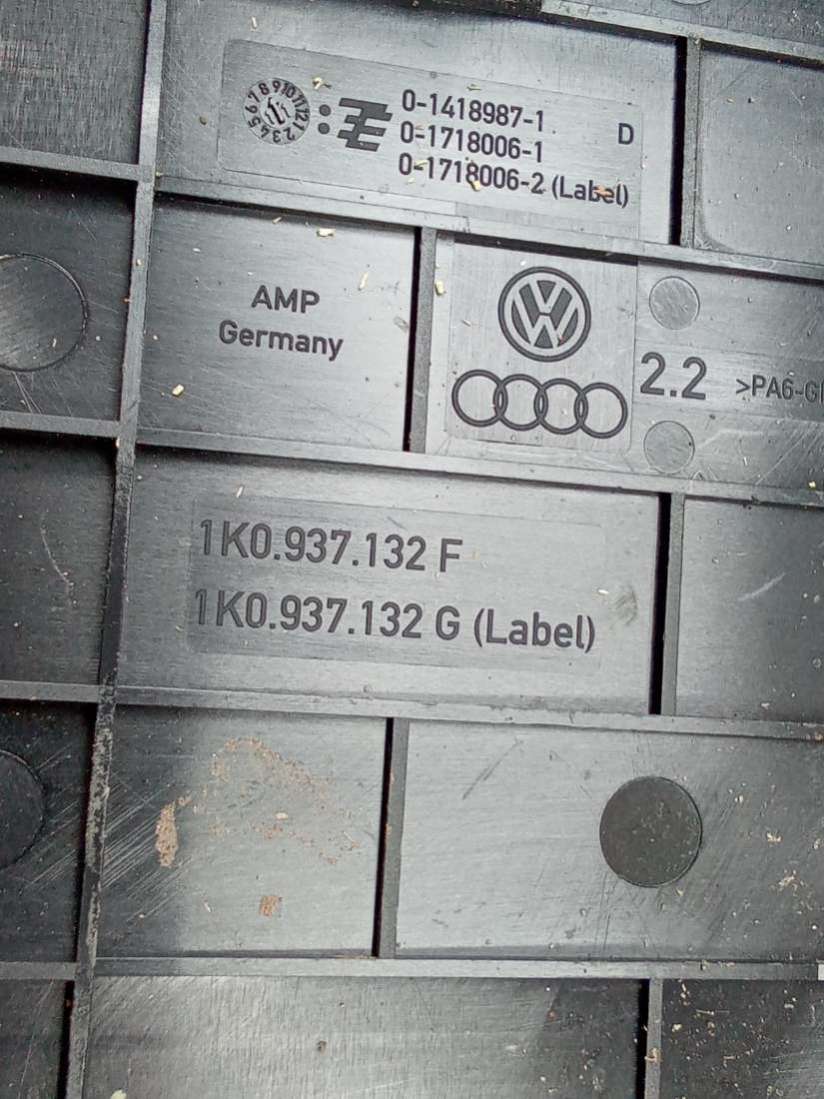 0-1418987-1
0-1718006-1
D
0-1718006-2 (Label)
AMP
Germany
2.2
1K0.937.132 F
1K0.937.132 G (Label)